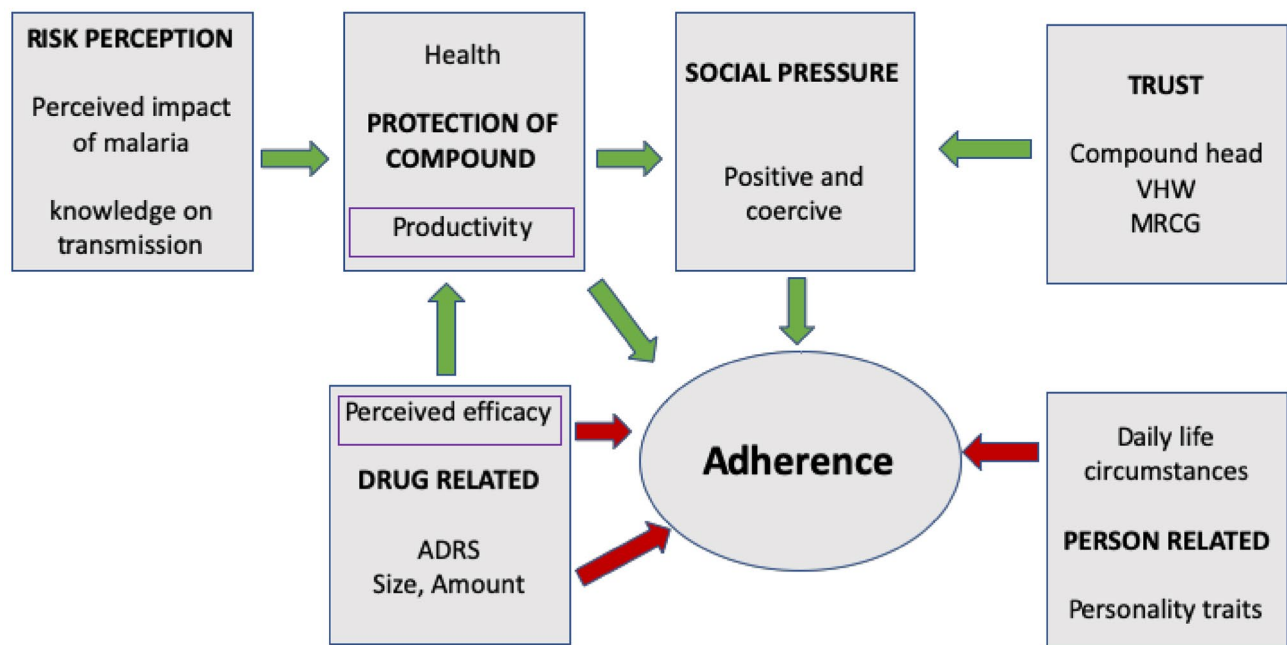 RISK PERCEPTION
Perceived impact
of malaria
knowledge on
transmission
Health
PROTECTION OF
COMPOUND
Productivity
SOCIAL PRESSURE
Positive and
coercive
TRUST
Compound head
VHW
MRCG
Perceived efficacy
DRUG RELATED
ADRS
Size, Amount
Adherence
Daily life
circumstances
PERSON RELATED
Personality traits